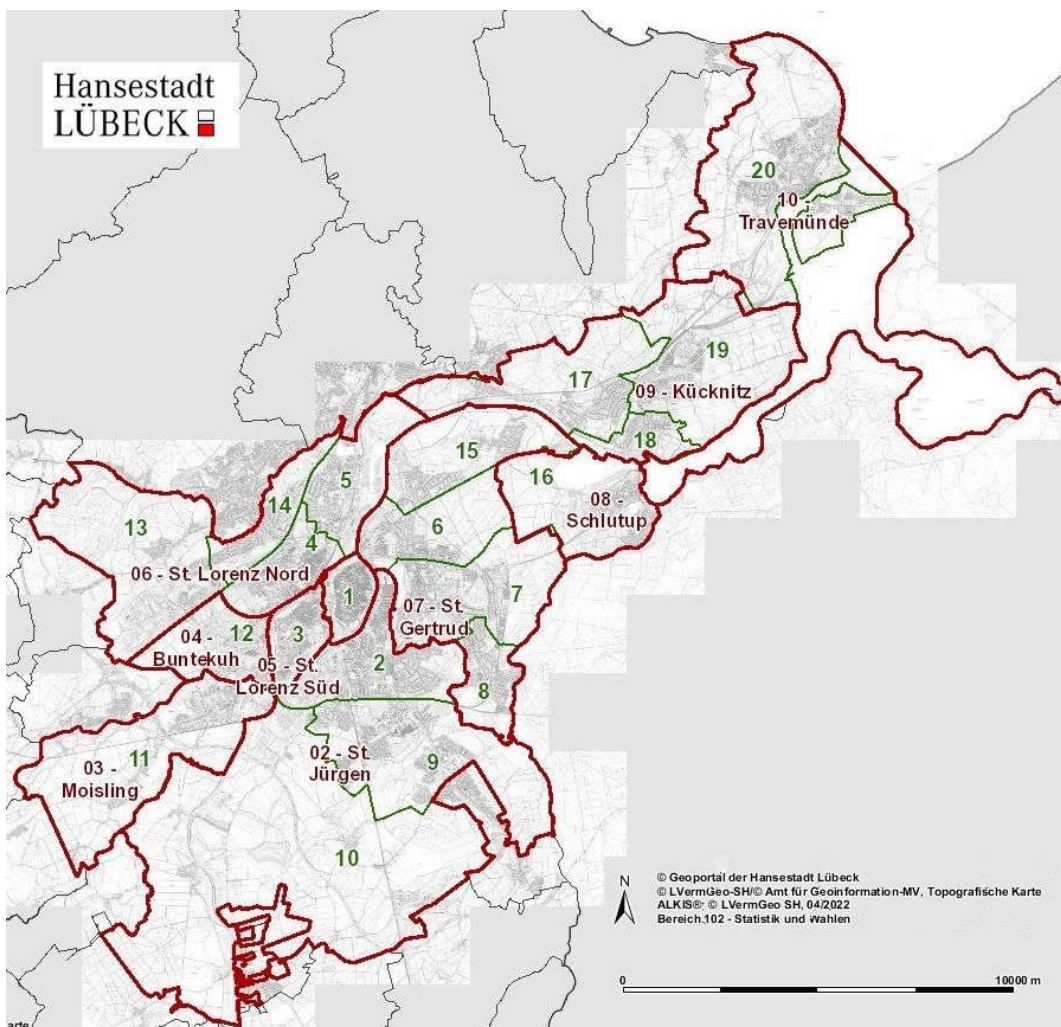 Hansestadt
LÜBECK
20
10 -
Travemünde
19
17
09 - Kücknitz
18
15
16
5
14
08 -
Schlutup
13
6
4
06 - St. Lorenz Nord
7
1
07 - St.
Gertrud
12
3
04 -
Buntekuh
2
05 - St.
Lorenz Süd
8
02 - St.
Jürgen
9
11
03 -
Moisling
10
N
© Geoportal der Hansestadt Lübeck
© LVermGeo-SH/© Amt für Geoinformation-MV, Topografische Karte
ALKIS®: © LVermGeo SH, 04/2022
Bereich.102 - Statistik und Wahlen
0
10000 m
arte